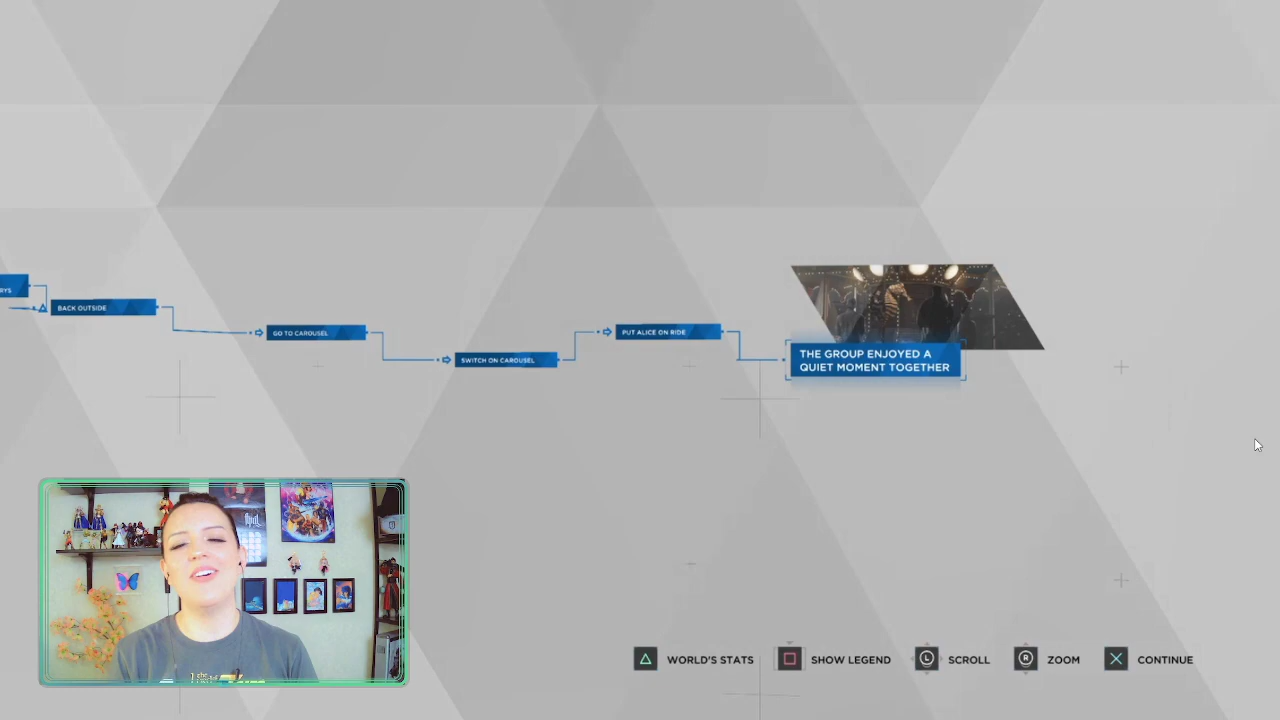 RYS
BACK OUTSIDE
GO TO CAROUSEL
SWITCH ON CAROUSEL
PUT ALICE ON RIDE
THE GROUP ENJOYED A
QUIET MOMENT TOGETHER
WORLD'S STATS
SHOW LEGEND
L SCROLL
R ZOOM
CONTINUE